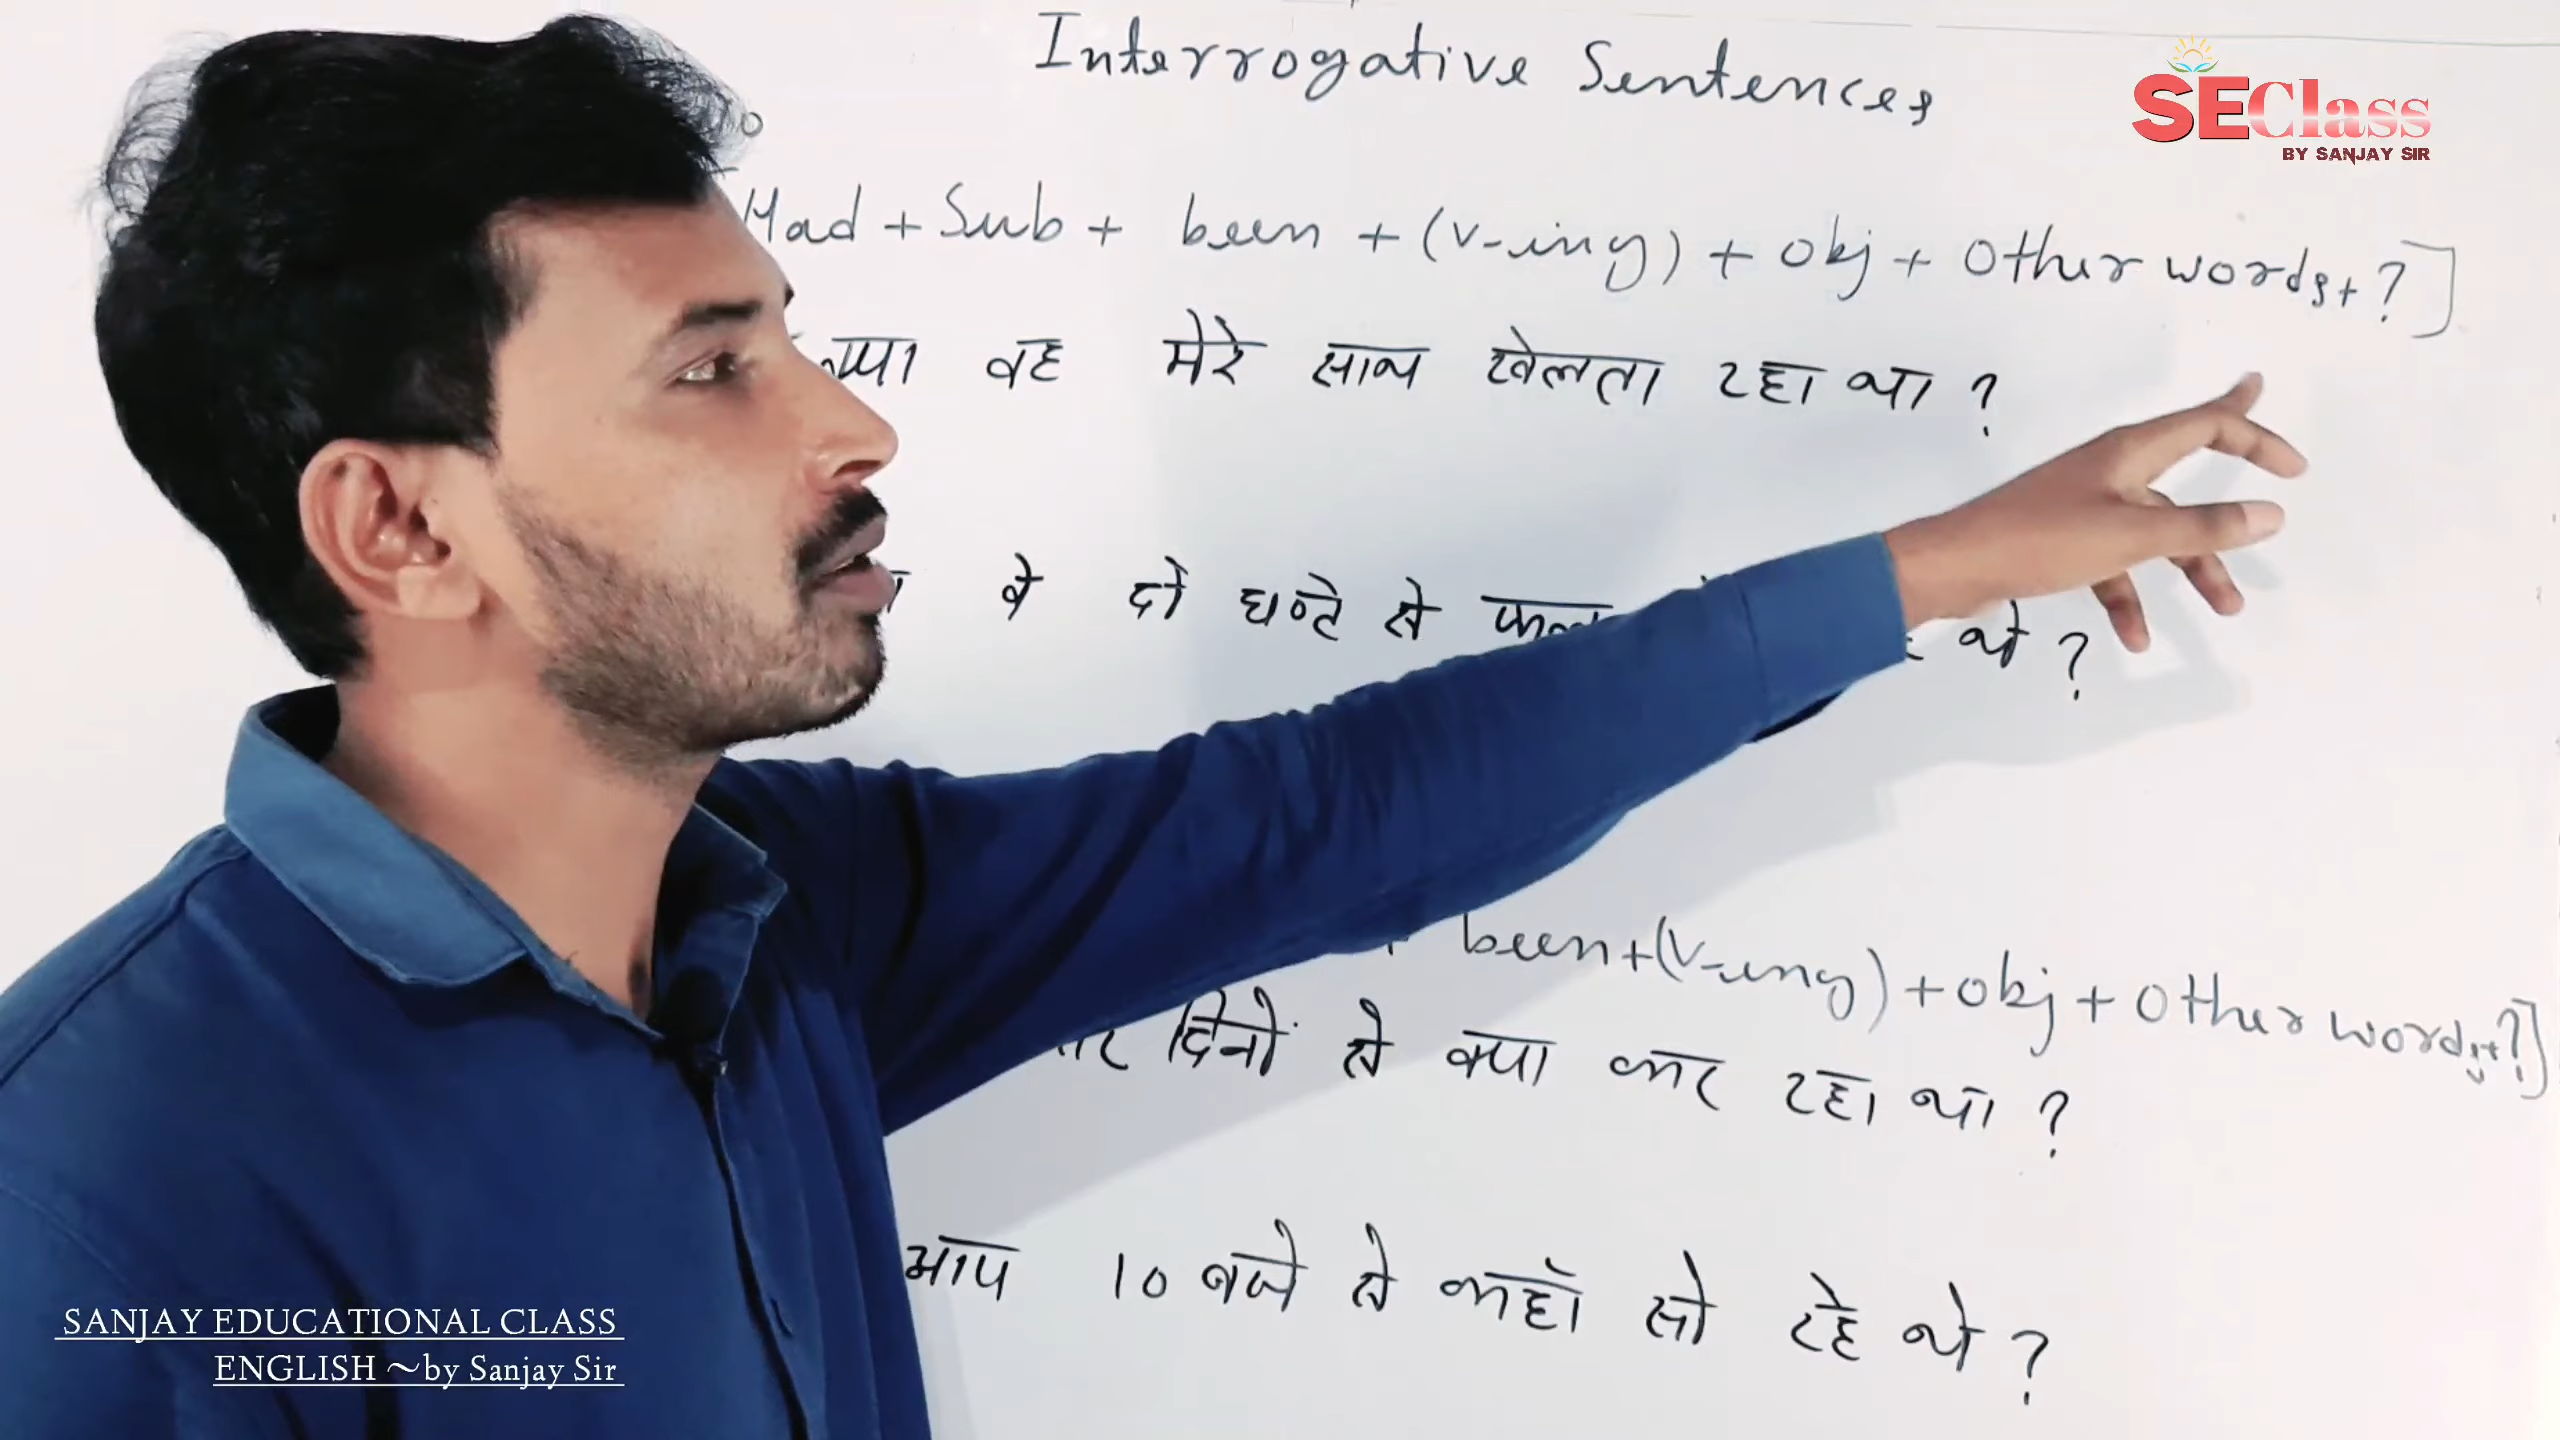 Interrogative Sentences
SEClass
BY SANJAY SIR
Had + Sub + been + (V-ing) + obj + Other words + ?]
क्या वह मेरे साथ खेलता रहा था ?
वे दो घण्टे से थे ?
been + (V-ing) + obj + Other words + ?]
दिनों से क्या कर रहा था ?
आप 10 बजे से कहाँ सो रहे थे ?
SANJAY EDUCATIONAL CLASS
ENGLISH ~by Sanjay Sir